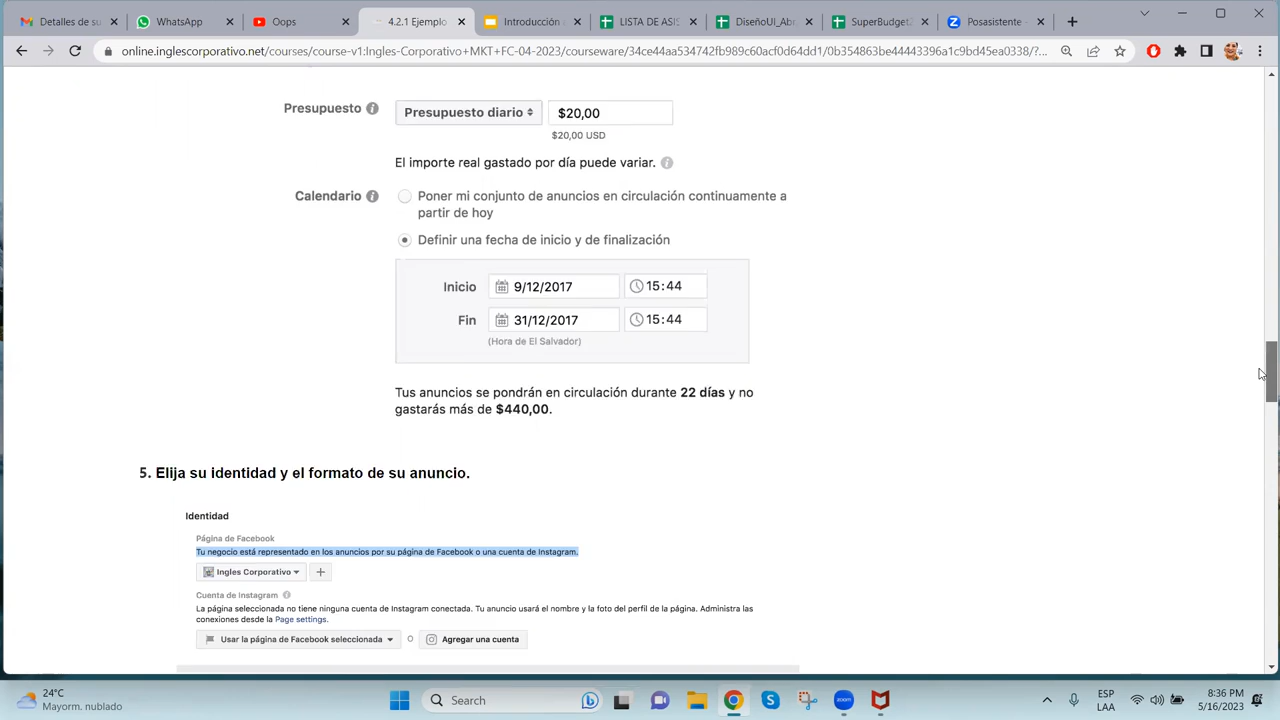 Detalles de su
WhatsApp
Oops
4.2.1 Ejemplo
Introducción
LISTA DE ASIS
DiseñoUI_Abr
SuperBudget2
Posasistente -
online.inglescorporativo.net/courses/course-v1:Ingles-Corporativo+MKT+FC-04-2023/courseware/34ce44aa534742fb989c60acf0d64dd1/0b354863be44443396a1c9bd45ea0338/?...
Presupuesto
Presupuesto diario
$20,00
$20,00 USD
El importe real gastado por día puede variar.
Calendario
Poner mi conjunto de anuncios en circulación continuamente a
partir de hoy
Definir una fecha de inicio y de finalización
Inicio
9/12/2017
15:44
Fin
31/12/2017
15:44
(Hora de El Salvador)
Tus anuncios se pondrán en circulación durante 22 días y no
gastarás más de $440,00.
5. Elija su identidad y el formato de su anuncio.
Identidad
Página de Facebook
Tu negocio está representado en los anuncios por su página de Facebook o una cuenta de Instagram.
Ingles Corporativo
Cuenta de Instagram
La página seleccionada no tiene ninguna cuenta de Instagram conectada. Tu anuncio usará el nombre y la foto del perfil de la página. Administra las
conexiones desde la Page settings.
Usar la página de Facebook seleccionada
O
Agregar una cuenta
24°C
Mayorm. nublado
Search
zoom
ESP
LAA
8:36 PM
5/16/2023